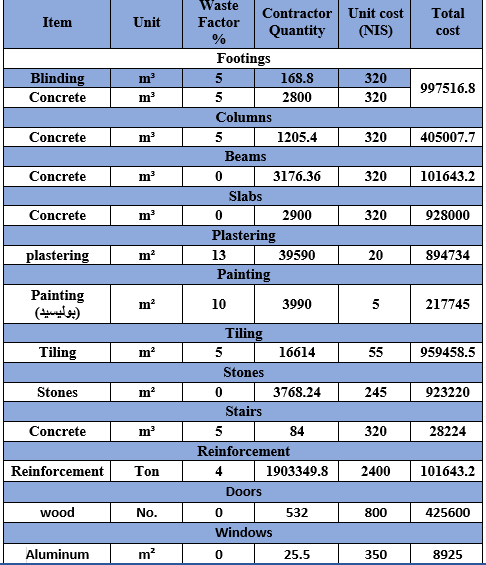 Item Unit Waste Factor % Contractor Quantity Unit cost (NIS) Total cost
Footings
Blinding m³ 5 168.8 320 997516.8
Concrete m³ 5 2800 320
Columns
Concrete m³ 5 1205.4 320 405007.7
Beams
Concrete m³ 0 3176.36 320 101643.2
Slabs
Concrete m³ 0 2900 320 928000
Plastering
plastering m² 13 39590 20 894734
Painting
Painting (بوليسيد) m² 10 3990 5 217745
Tiling
Tiling m² 5 16614 55 959458.5
Stones
Stones m² 0 3768.24 245 923220
Stairs
Concrete m³ 5 84 320 28224
Reinforcement
Reinforcement Ton 4 1903349.8 2400 101643.2
Doors
wood No. 0 532 800 425600
Windows
Aluminum m² 0 25.5 350 8925